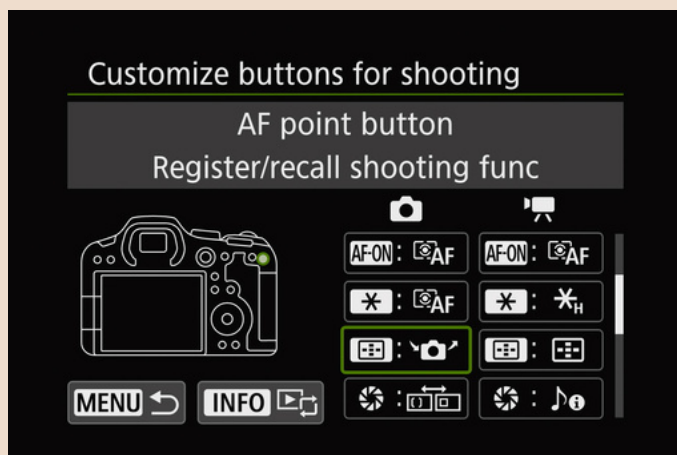 Customize buttons for shooting
AF point button
Register/recall shooting func
AF-ON: AF AF-ON: AF
: AF : H
MENU INFO